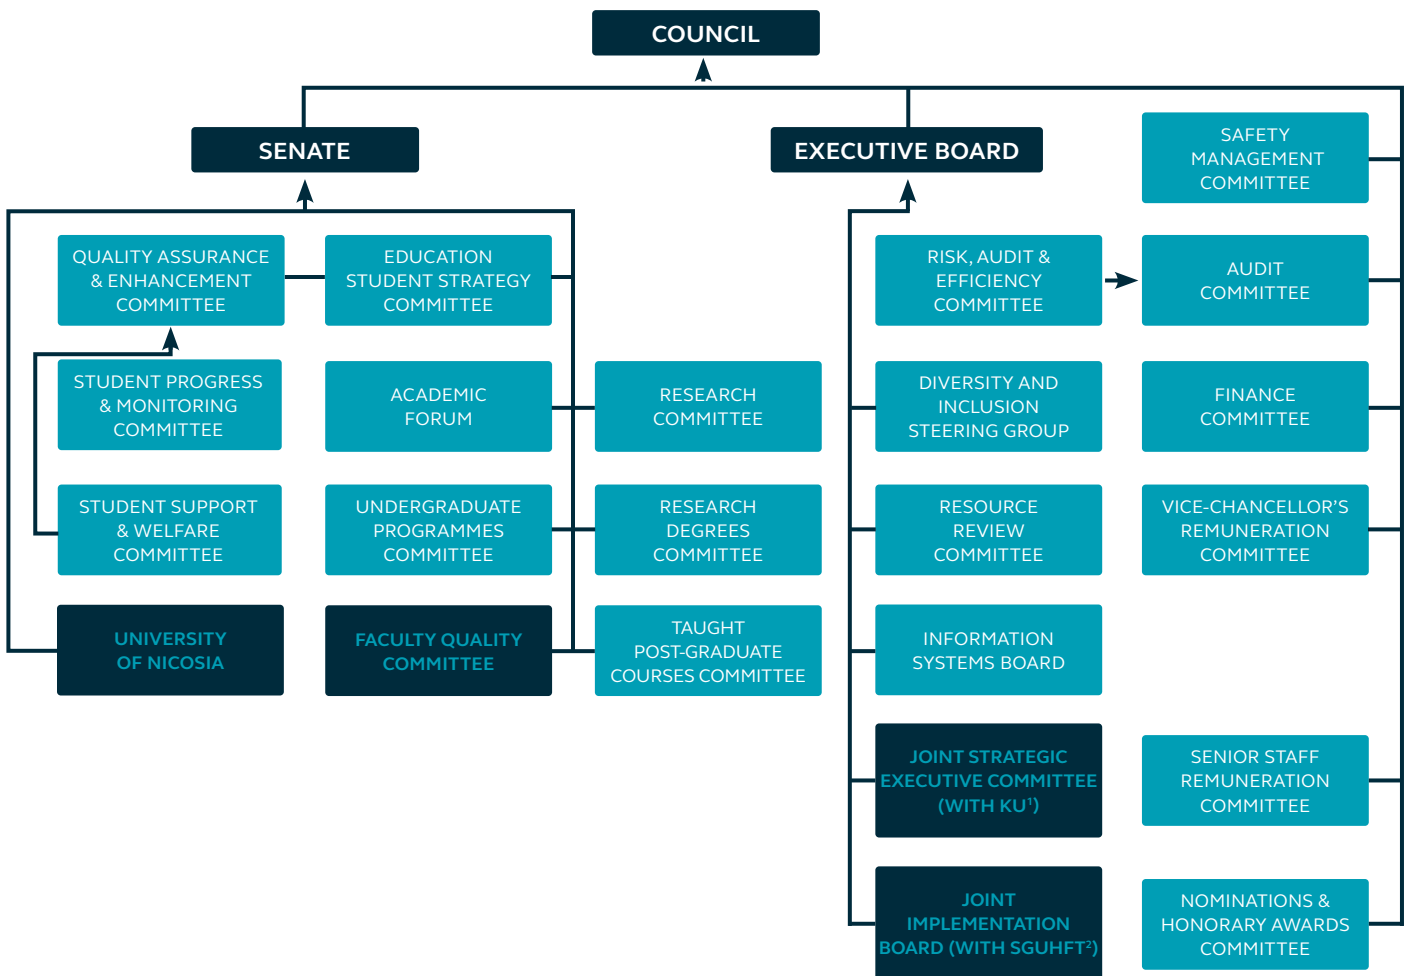 COUNCIL
SENATE
EXECUTIVE BOARD
SAFETY
MANAGEMENT
COMMITTEE
QUALITY ASSURANCE
& ENHANCEMENT
COMMITTEE
EDUCATION
STUDENT STRATEGY
COMMITTEE
RISK, AUDIT &
EFFICIENCY
COMMITTEE
AUDIT
COMMITTEE
STUDENT PROGRESS
& MONITORING
COMMITTEE
ACADEMIC
FORUM
RESEARCH
COMMITTEE
DIVERSITY AND
INCLUSION
STEERING GROUP
FINANCE
COMMITTEE
STUDENT SUPPORT
& WELFARE
COMMITTEE
UNDERGRADUATE
PROGRAMMES
COMMITTEE
RESEARCH
DEGREES
COMMITTEE
RESOURCE
REVIEW
COMMITTEE
VICE-CHANCELLOR’S
REMUNERATION
COMMITTEE
UNIVERSITY
OF NICOSIA
FACULTY QUALITY
COMMITTEE
TAUGHT
POST-GRADUATE
COURSES COMMITTEE
INFORMATION
SYSTEMS BOARD
JOINT STRATEGIC
EXECUTIVE COMMITTEE
(WITH KU¹)
SENIOR STAFF
REMUNERATION
COMMITTEE
JOINT
IMPLEMENTATION
BOARD (WITH SGUHFT²)
NOMINATIONS &
HONORARY AWARDS
COMMITTEE